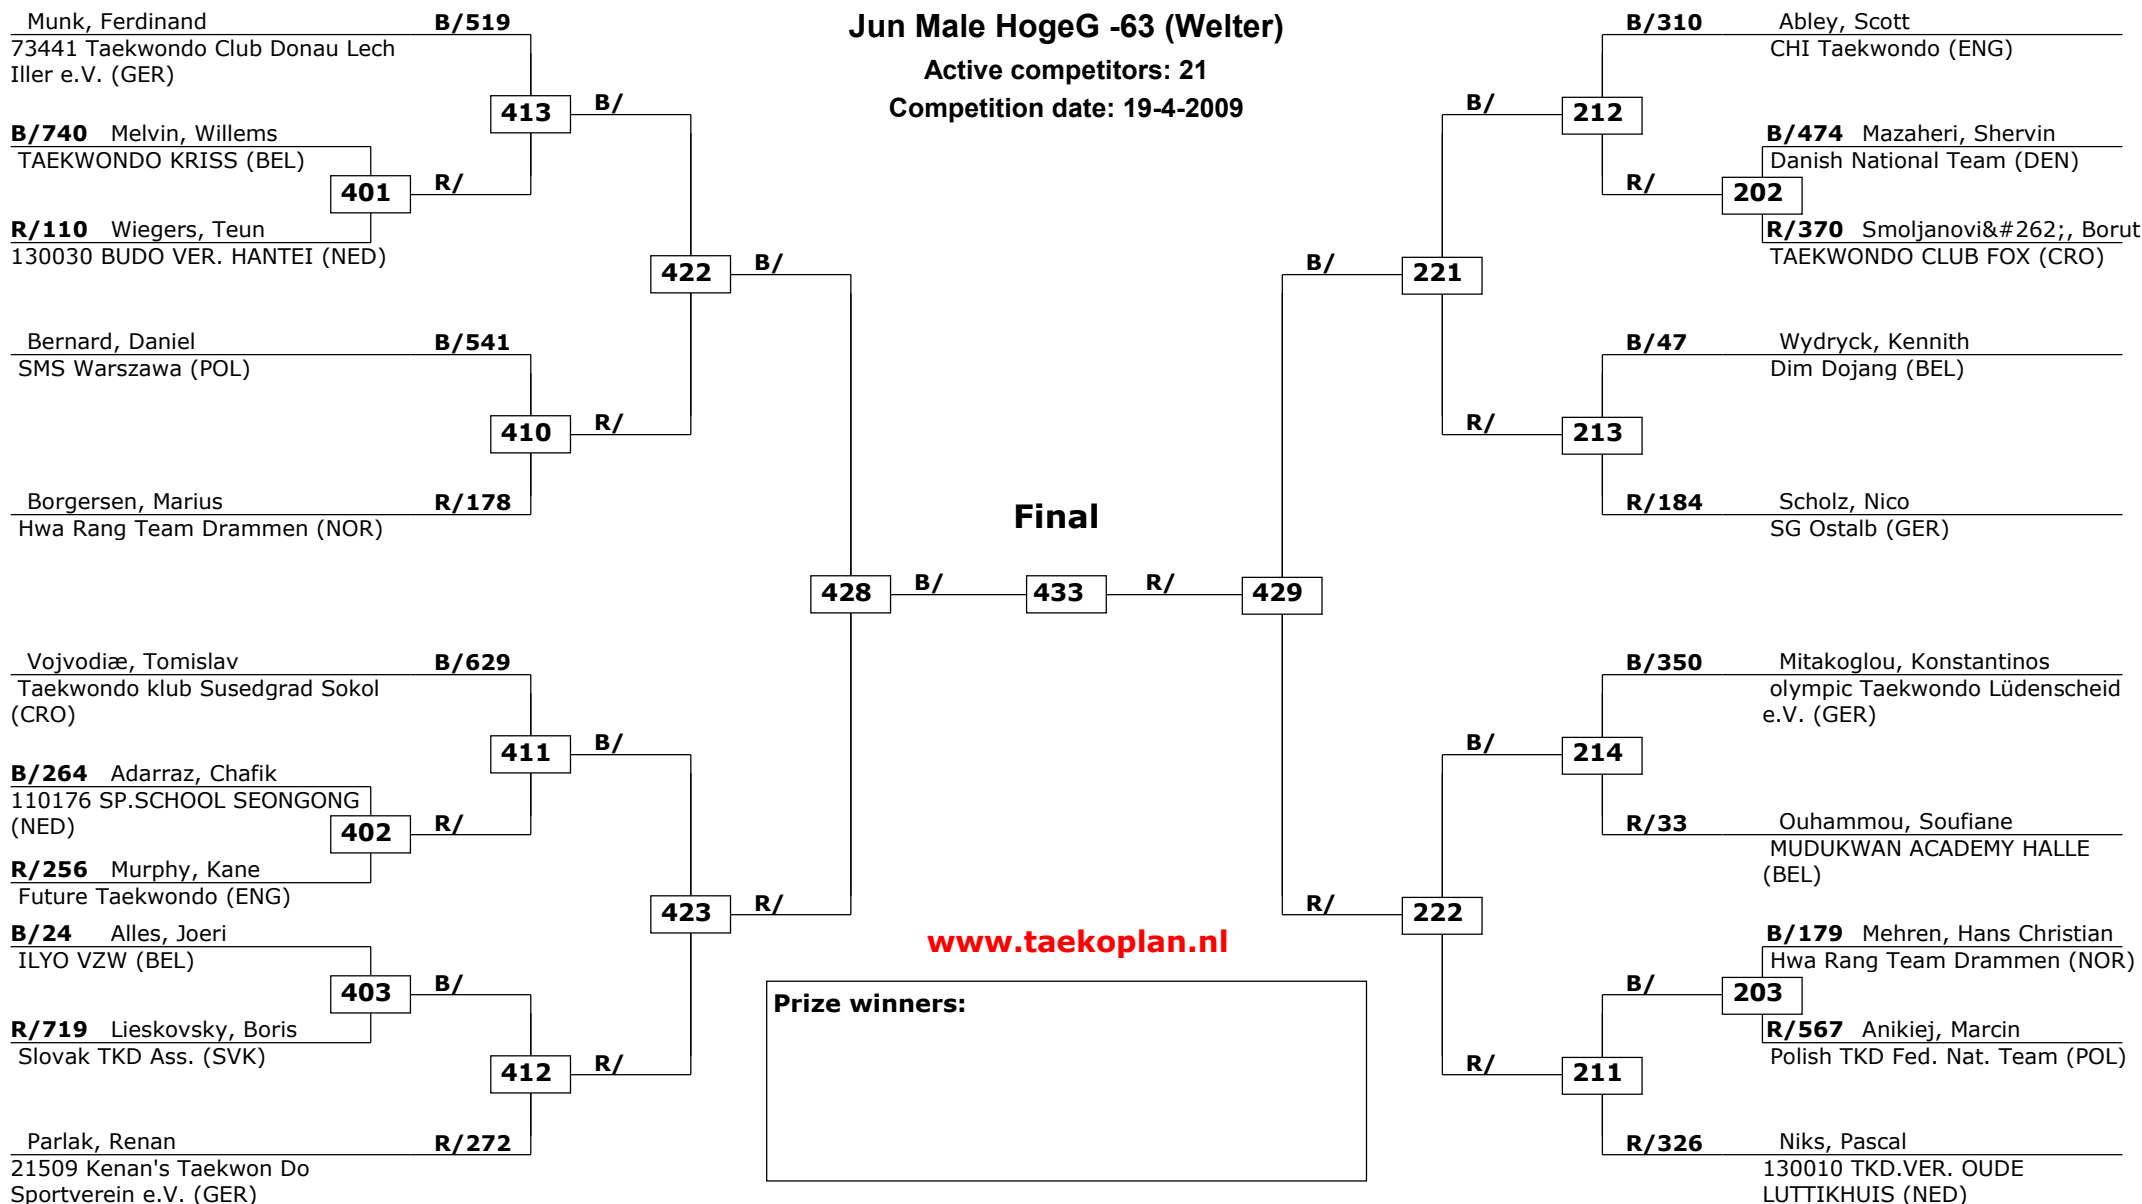 Jun Male HogeG -63 (Welter)
Active competitors: 21
Competition date: 19-4-2009
Munk, Ferdinand B/519
73441 Taekwondo Club Donau Lech
Iller e.V. (GER)
413 B/
B/740 Melvin, Willems
TAEKWONDO KRISS (BEL)
401 R/
R/110 Wiegers, Teun
130030 BUDO VER. HANTEI (NED)
422 B/
Bernard, Daniel B/541
SMS Warszawa (POL)
410 R/
Borgersen, Marius R/178
Hwa Rang Team Drammen (NOR)
428 B/
Vojvodiæ, Tomislav B/629
Taekwondo klub Susedgrad Sokol
(CRO)
411 B/
B/264 Adarraz, Chafik
110176 SP.SCHOOL SEONGONG
(NED)
402 R/
R/256 Murphy, Kane
Future Taekwondo (ENG)
423 R/
B/24 Alles, Joeri
ILYO VZW (BEL)
403 B/
R/719 Lieskovsky, Boris
Slovak TKD Ass. (SVK)
412 R/
Parlak, Renan R/272
21509 Kenan's Taekwon Do
Sportverein e.V. (GER)
Final
433
www.taekoplan.nl
Prize winners:
B/310 Abley, Scott
CHI Taekwondo (ENG)
B/ 212
B/474 Mazaheri, Shervin
Danish National Team (DEN)
R/ 202
R/370 Smoljanovi&#262;, Borut
TAEKWONDO CLUB FOX (CRO)
B/ 221
B/47 Wydryck, Kennith
Dim Dojang (BEL)
R/ 213
R/184 Scholz, Nico
SG Ostalb (GER)
R/ 429
B/350 Mitakoglou, Konstantinos
olympic Taekwondo Lüdenscheid
e.V. (GER)
B/ 214
R/33 Ouhammou, Soufiane
MUDUKWAN ACADEMY HALLE
(BEL)
R/ 222
B/179 Mehren, Hans Christian
Hwa Rang Team Drammen (NOR)
B/ 203
R/567 Anikiej, Marcin
Polish TKD Fed. Nat. Team (POL)
R/ 211
R/326 Niks, Pascal
130010 TKD.VER. OUDE
LUTTIKHUIS (NED)